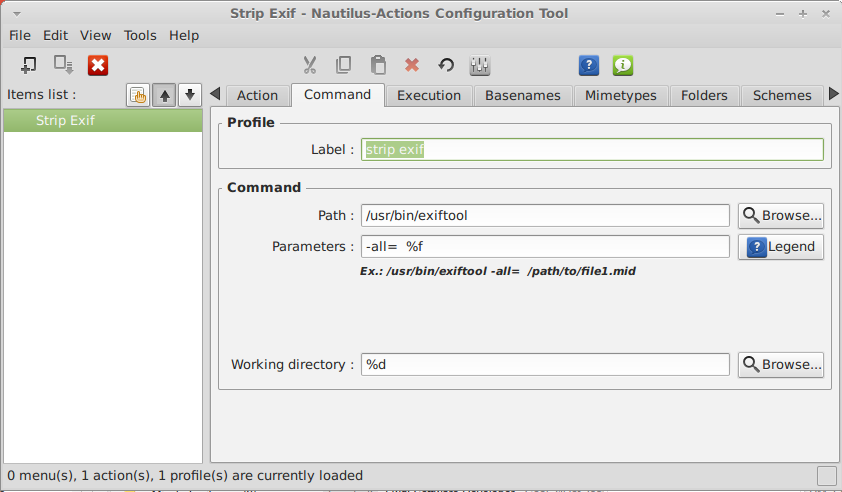 Strip Exif - Nautilus-Actions Configuration Tool
File Edit View Tools Help
Items list :
Action Command Execution Basenames Mimetypes Folders Schemes
Strip Exif
Profile
Label : strip exif
Command
Path : /usr/bin/exiftool Browse...
Parameters : -all=  %f Legend
Ex.: /usr/bin/exiftool -all=  /path/to/file1.mid
Working directory : %d Browse...
0 menu(s), 1 action(s), 1 profile(s) are currently loaded